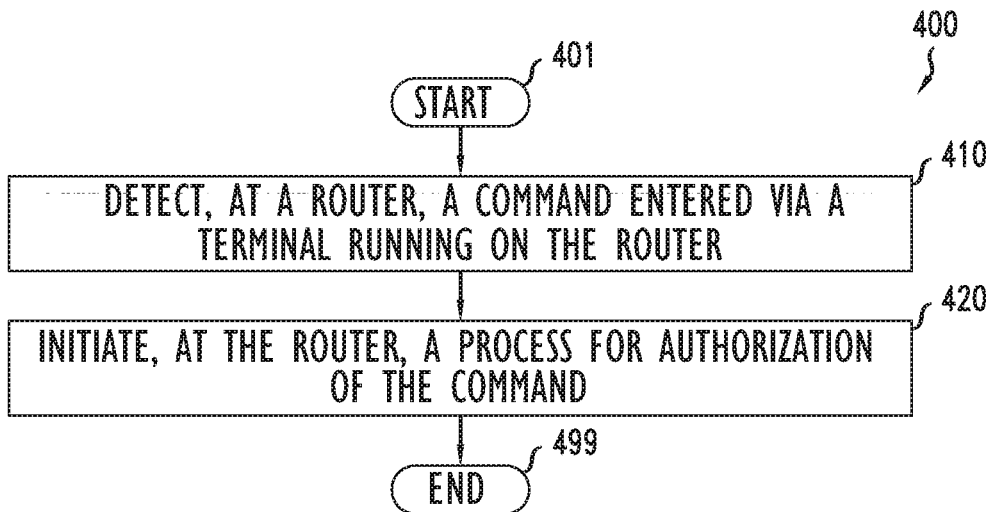 400
401
START
410
DETECT, AT A ROUTER, A COMMAND ENTERED VIA A
TERMINAL RUNNING ON THE ROUTER
420
INITIATE, AT THE ROUTER, A PROCESS FOR AUTHORIZATION
OF THE COMMAND
499
END